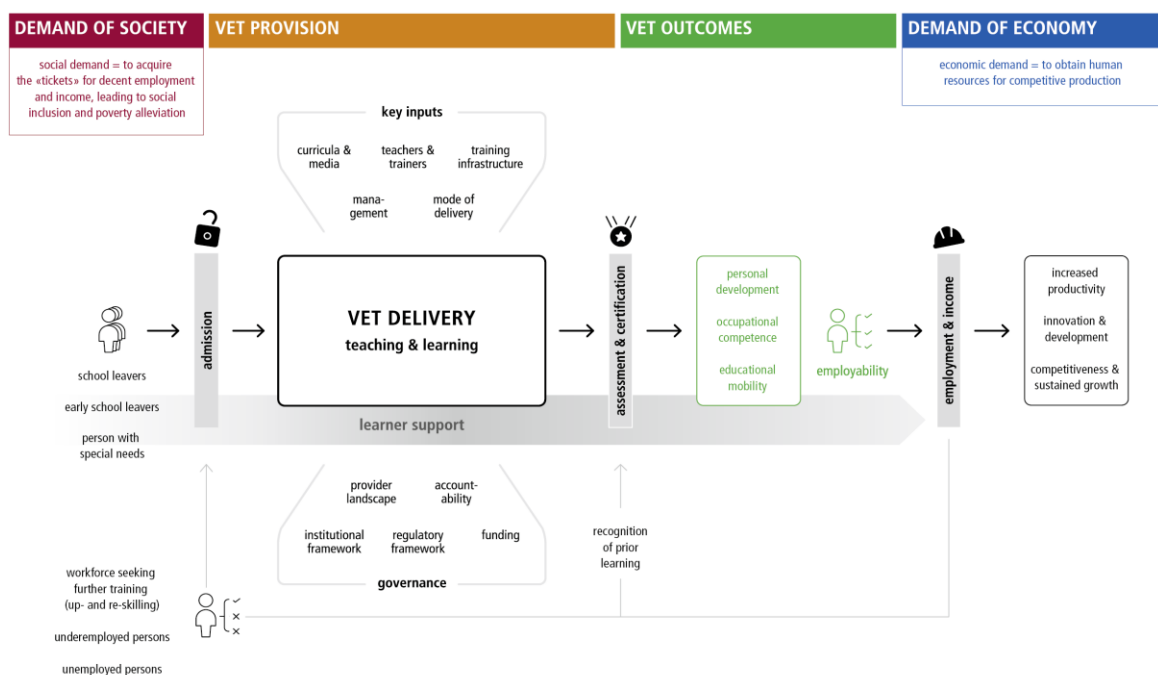 DEMAND OF SOCIETY
VET PROVISION
VET OUTCOMES
DEMAND OF ECONOMY
social demand = to acquire
the «tickets» for decent employment
and income, leading to social
inclusion and poverty alleviation
economic demand = to obtain human
resources for competitive production
key inputs
curricula &
media
teachers &
trainers
training
infrastructure
mana-
gement
mode of
delivery
school leavers
early school leavers
person with
special needs
admission
VET DELIVERY
teaching & learning
learner support
assessment & certification
personal
development
occupational
competence
educational
mobility
employability
employment & income
increased
productivity
innovation &
development
competitiveness &
sustained growth
provider
landscape
account-
ability
institutional
framework
regulatory
framework
funding
governance
recognition
of prior
learning
workforce seeking
further training
(up- and re-skilling)
underemployed persons
unemployed persons